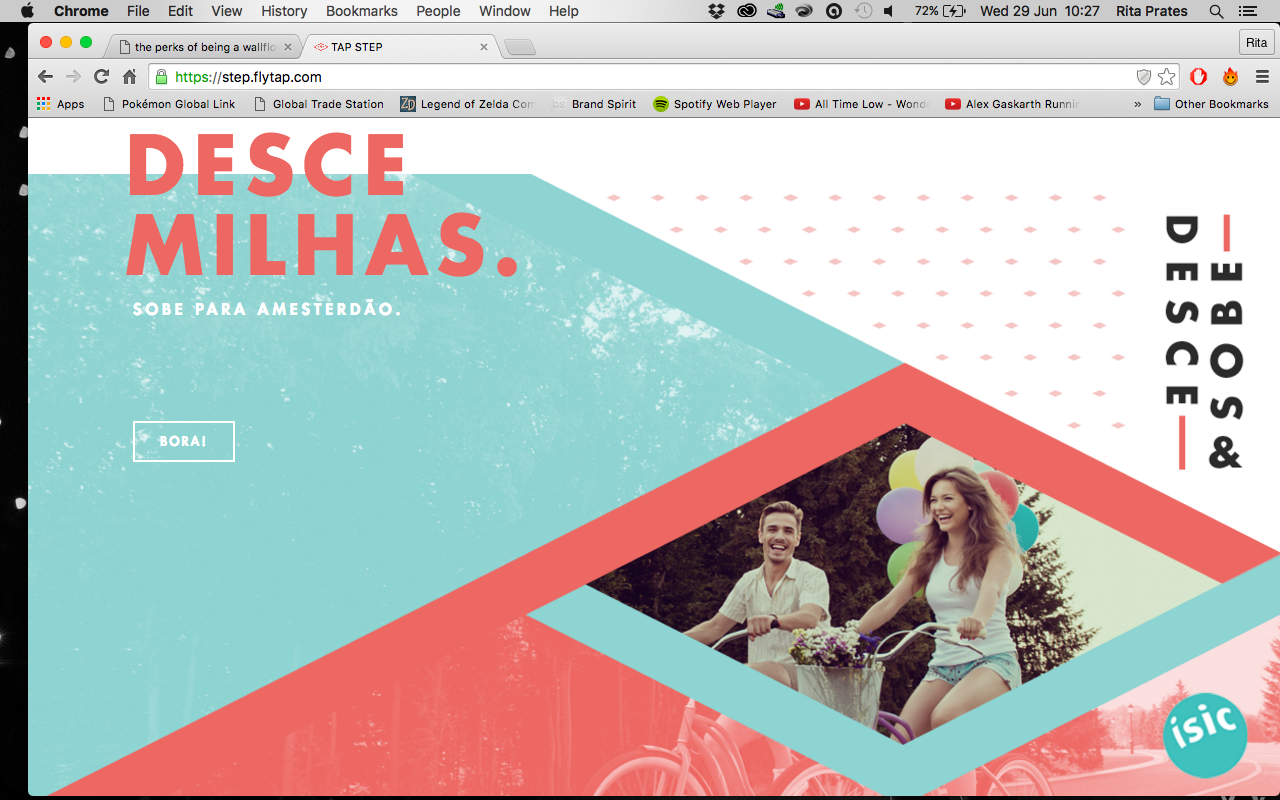 Chrome File Edit View History Bookmarks People Window Help 72% Wed 29 Jun 10:27 Rita Prates
the perks of being a wallflo TAP STEP Rita
https://step.flytap.com
Apps Pokémon Global Link Global Trade Station Legend of Zelda Com bs Brand Spirit Spotify Web Player All Time Low - Wond Alex Gaskarth Runnin » Other Bookmarks
DESCE
MILHAS.
SOBE PARA AMESTERDÃO.
BORA!
— EBOS &
DESCE —
isic